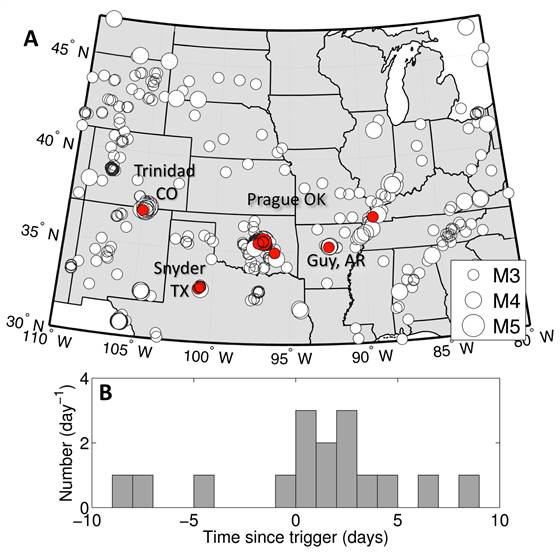 A
45° N
40° N
35° N
30° N
110° W
105° W
100° W
95° W
90° W
85° W
80° W
Trinidad
CO
Prague OK
Snyder
TX
Guy, AR
M3
M4
M5
B
Number (day⁻¹)
4
2
0
−10
−5
0
5
10
Time since trigger (days)